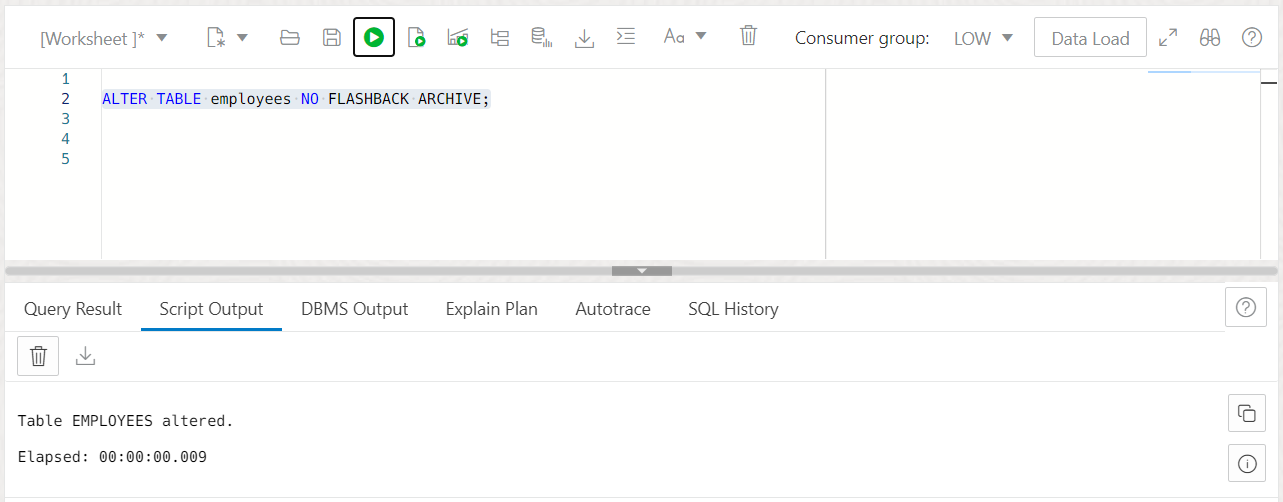 [Worksheet ]* Aa Consumer group: LOW Data Load
1
2 ALTER TABLE employees NO FLASHBACK ARCHIVE;
3
4
5
Query Result Script Output DBMS Output Explain Plan Autotrace SQL History
Table EMPLOYEES altered.
Elapsed: 00:00:00.009